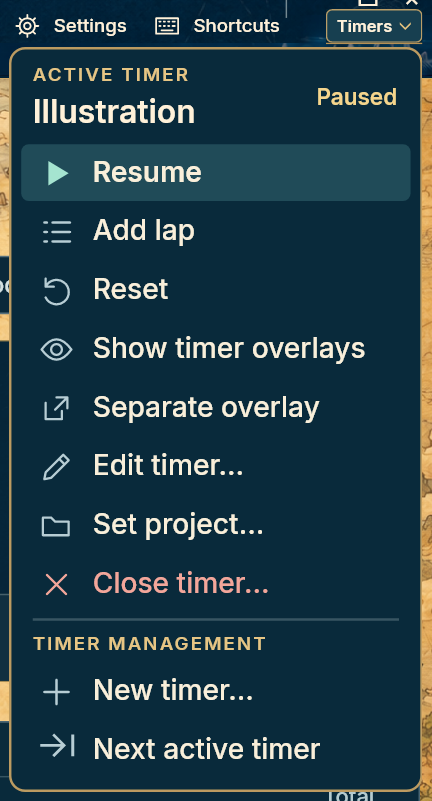 Settings
Shortcuts
Timers
ACTIVE TIMER
Illustration
Paused
Resume
Add lap
Reset
Show timer overlays
Separate overlay
Edit timer...
Set project...
Close timer...
TIMER MANAGEMENT
New timer...
Next active timer
Total